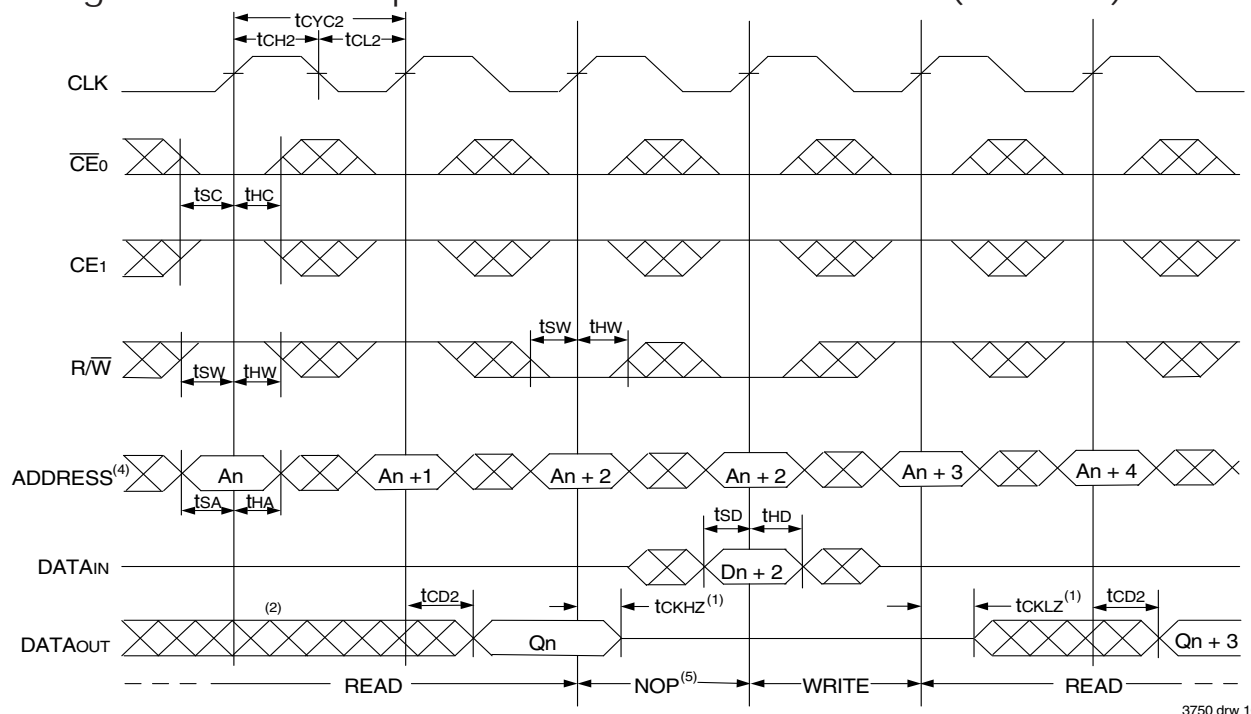 tCYC2
tCH2 tCL2
CLK
CE0
tSC tHC
CE1
tSW tHW
R/W
tSW tHW
ADDRESS(4) An An +1 An + 2 An + 2 An + 3 An + 4
tSA tHA
tSD tHD
DATAIN Dn + 2
(2) tCD2 tCKHZ(1) tCKLZ(1) tCD2
DATAOUT Qn Qn + 3
READ NOP(5) WRITE READ
3750 drw 1